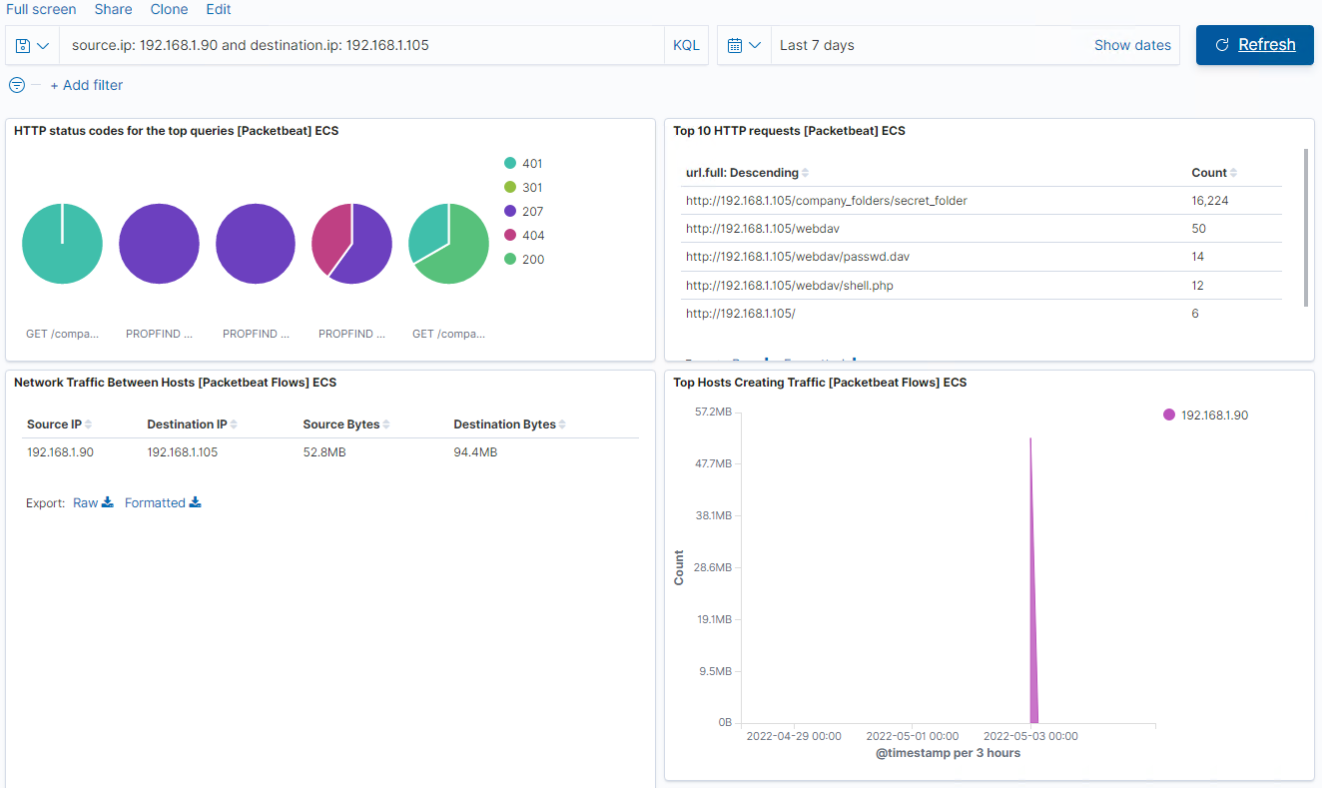 Full screen Share Clone Edit
source.ip: 192.168.1.90 and destination.ip: 192.168.1.105 KQL Last 7 days Show dates Refresh
+ Add filter
HTTP status codes for the top queries [Packetbeat] ECS
401
301
207
404
200
GET /compa... PROPFIND ... PROPFIND ... PROPFIND ... GET /compa...
Top 10 HTTP requests [Packetbeat] ECS
url.full: Descending Count
http://192.168.1.105/company_folders/secret_folder 16,224
http://192.168.1.105/webdav 50
http://192.168.1.105/webdav/passwd.dav 14
http://192.168.1.105/webdav/shell.php 12
http://192.168.1.105/ 6
Network Traffic Between Hosts [Packetbeat Flows] ECS
Source IP Destination IP Source Bytes Destination Bytes
192.168.1.90 192.168.1.105 52.8MB 94.4MB
Export: Raw Formatted
Top Hosts Creating Traffic [Packetbeat Flows] ECS
57.2MB
47.7MB
38.1MB
28.6MB
19.1MB
9.5MB
0B
Count
192.168.1.90
2022-04-29 00:00 2022-05-01 00:00 2022-05-03 00:00
@timestamp per 3 hours